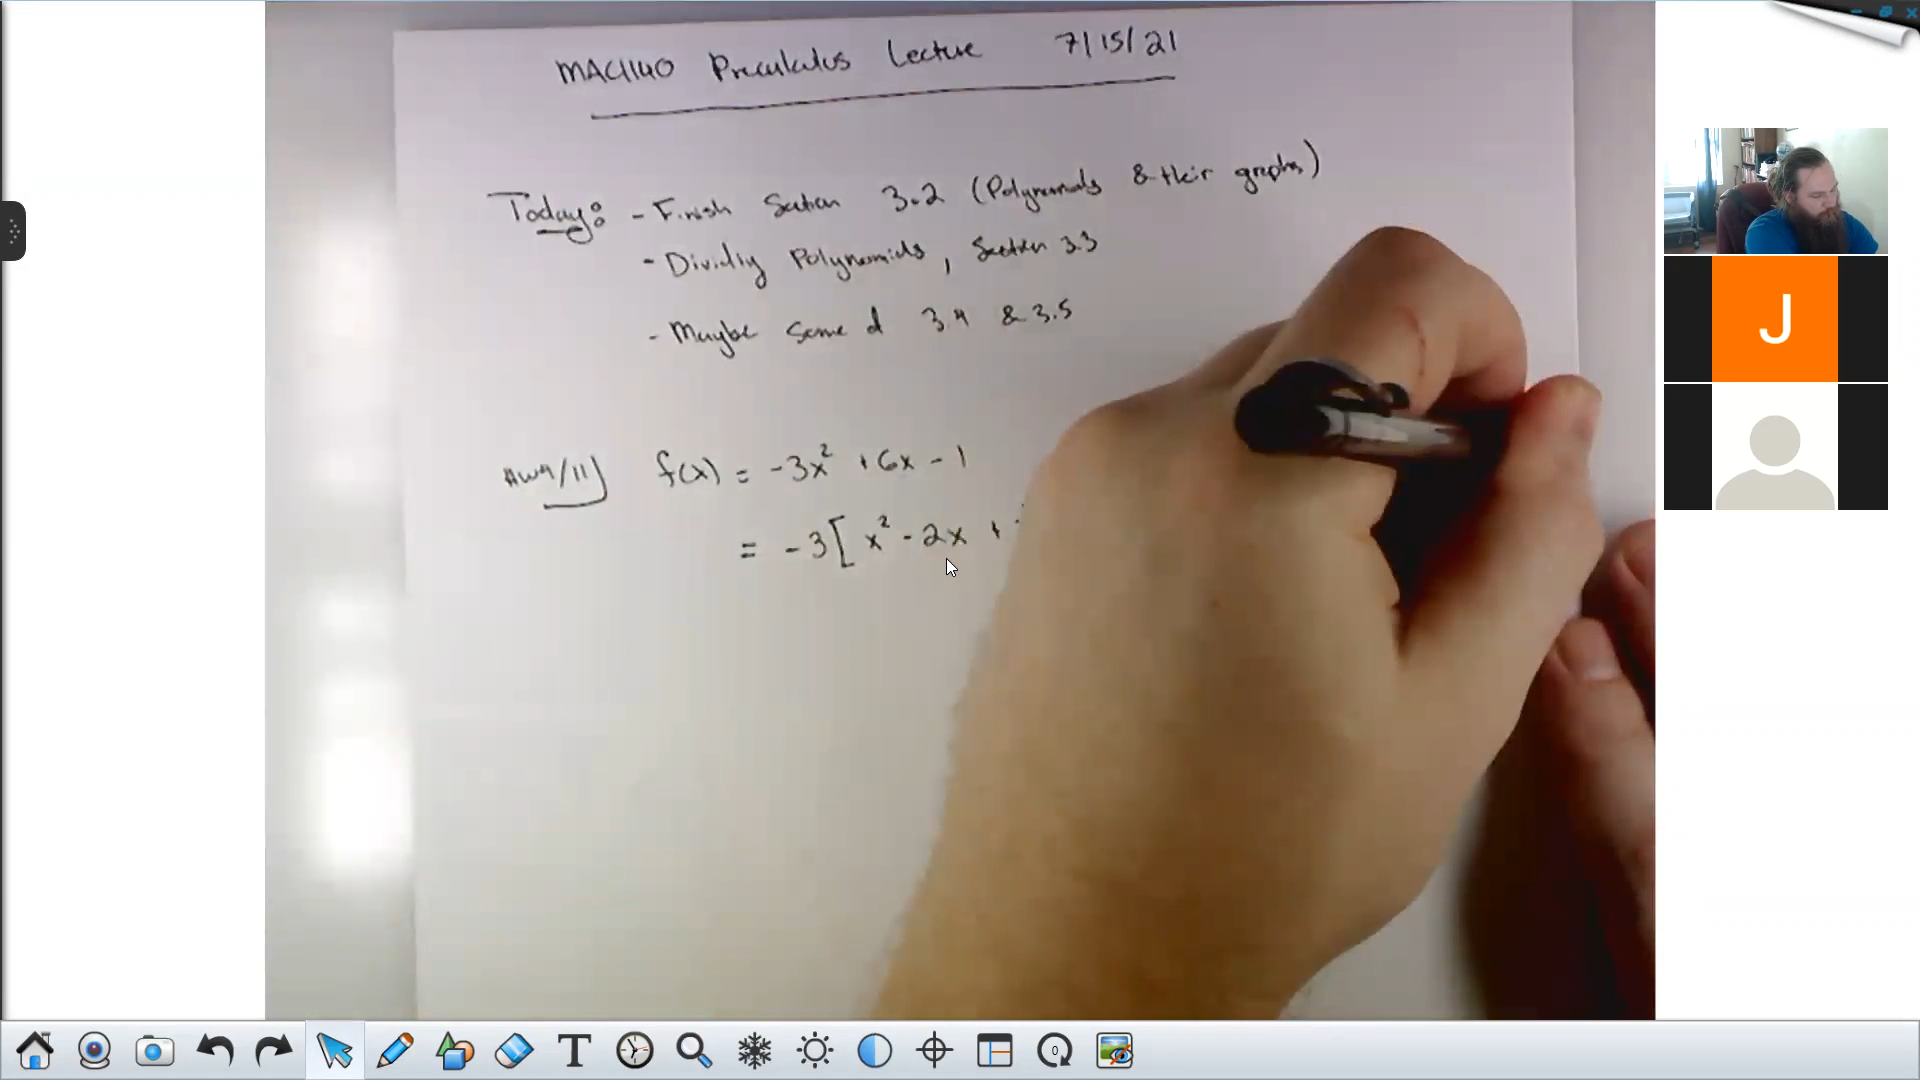 MAC1140 Precalculus Lecture 7/15/21
Today: - Finish Section 3.2 (Polynomials & their graphs)
- Dividing Polynomials, Section 3.3
- Maybe some of 3.4 & 3.5
HW4/11) f(x) = -3x² + 6x - 1
= -3[ x² - 2x +
J
T
0